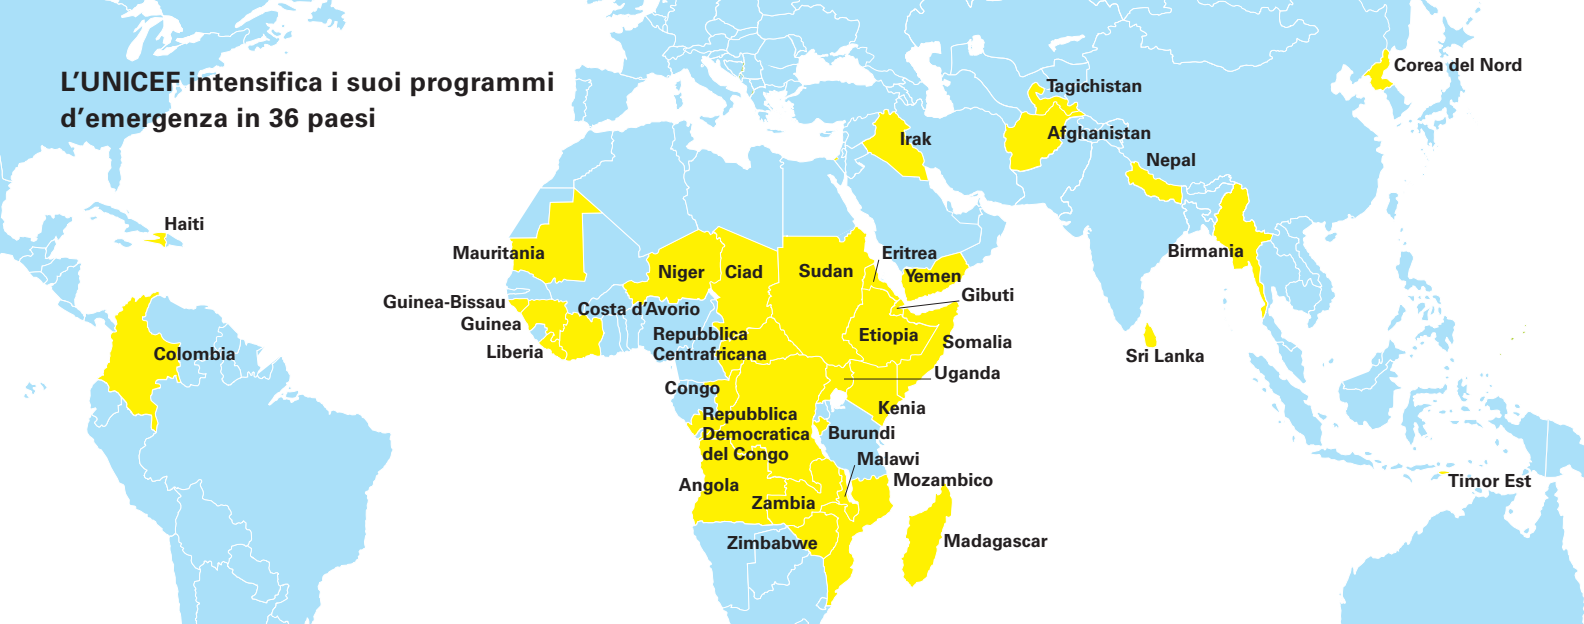 L'UNICEF intensifica i suoi programmi
d'emergenza in 36 paesi
Corea del Nord
Tagichistan
Afghanistan
Irak
Nepal
Haiti
Mauritania
Eritrea
Birmania
Niger
Ciad
Sudan
Yemen
Gibuti
Guinea-Bissau
Costa d'Avorio
Guinea
Repubblica
Centrafricana
Etiopia
Somalia
Liberia
Colombia
Sri Lanka
Uganda
Congo
Kenia
Repubblica
Democratica
del Congo
Burundi
Malawi
Angola
Mozambico
Timor Est
Zambia
Zimbabwe
Madagascar